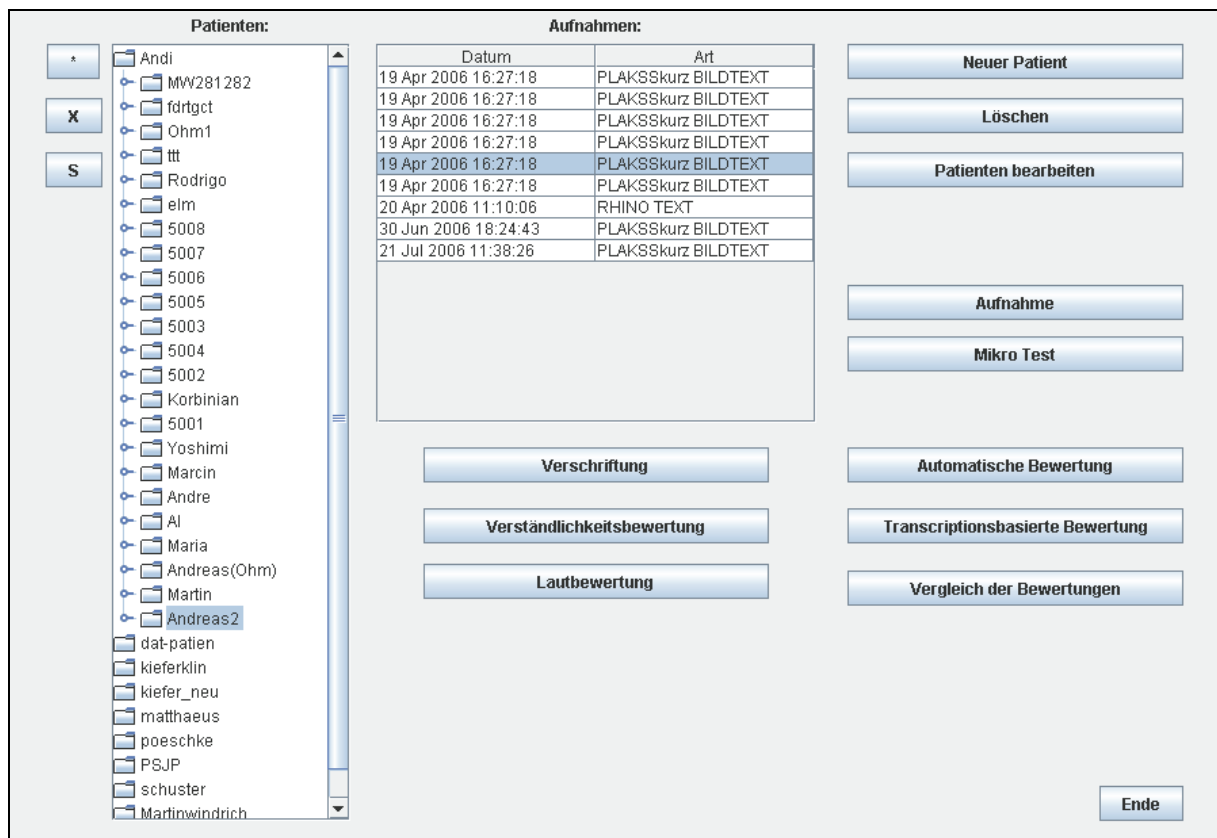 Patienten:
Aufnahmen:
*
X
S
Andi
MW281282
fdrtgct
Ohm1
ttt
Rodrigo
elm
5008
5007
5006
5005
5003
5004
5002
Korbinian
5001
Yoshimi
Marcin
Andre
Al
Maria
Andreas(Ohm)
Martin
Andreas2
dat-patien
kieferklin
kiefer_neu
matthaeus
poeschke
PSJP
schuster
Martinwindrich
Datum Art
19 Apr 2006 16:27:18 PLAKSSkurz BILDTEXT
19 Apr 2006 16:27:18 PLAKSSkurz BILDTEXT
19 Apr 2006 16:27:18 PLAKSSkurz BILDTEXT
19 Apr 2006 16:27:18 PLAKSSkurz BILDTEXT
19 Apr 2006 16:27:18 PLAKSSkurz BILDTEXT
19 Apr 2006 16:27:18 PLAKSSkurz BILDTEXT
20 Apr 2006 11:10:06 RHINO TEXT
30 Jun 2006 18:24:43 PLAKSSkurz BILDTEXT
21 Jul 2006 11:38:26 PLAKSSkurz BILDTEXT
Verschriftung
Verständlichkeitsbewertung
Lautbewertung
Neuer Patient
Löschen
Patienten bearbeiten
Aufnahme
Mikro Test
Automatische Bewertung
Transcriptionsbasierte Bewertung
Vergleich der Bewertungen
Ende